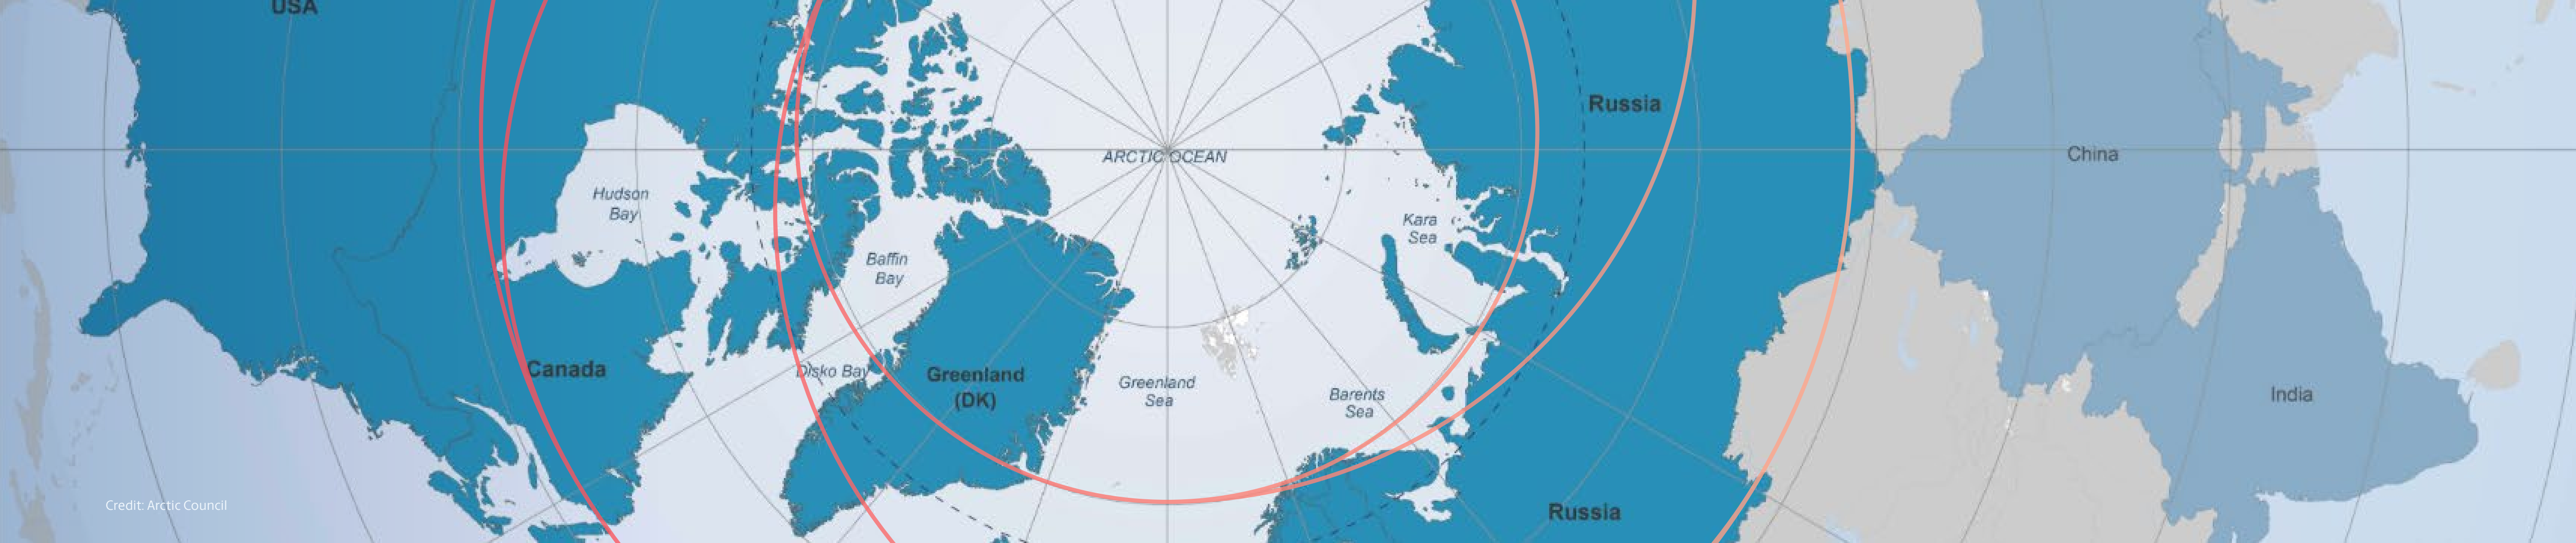 USA
Russia
ARCTIC OCEAN
China
Hudson
Bay
Kara
Sea
Baffin
Bay
Canada
Disko Bay
Greenland
(DK)
Greenland
Sea
Barents
Sea
India
Credit: Arctic Council
Russia